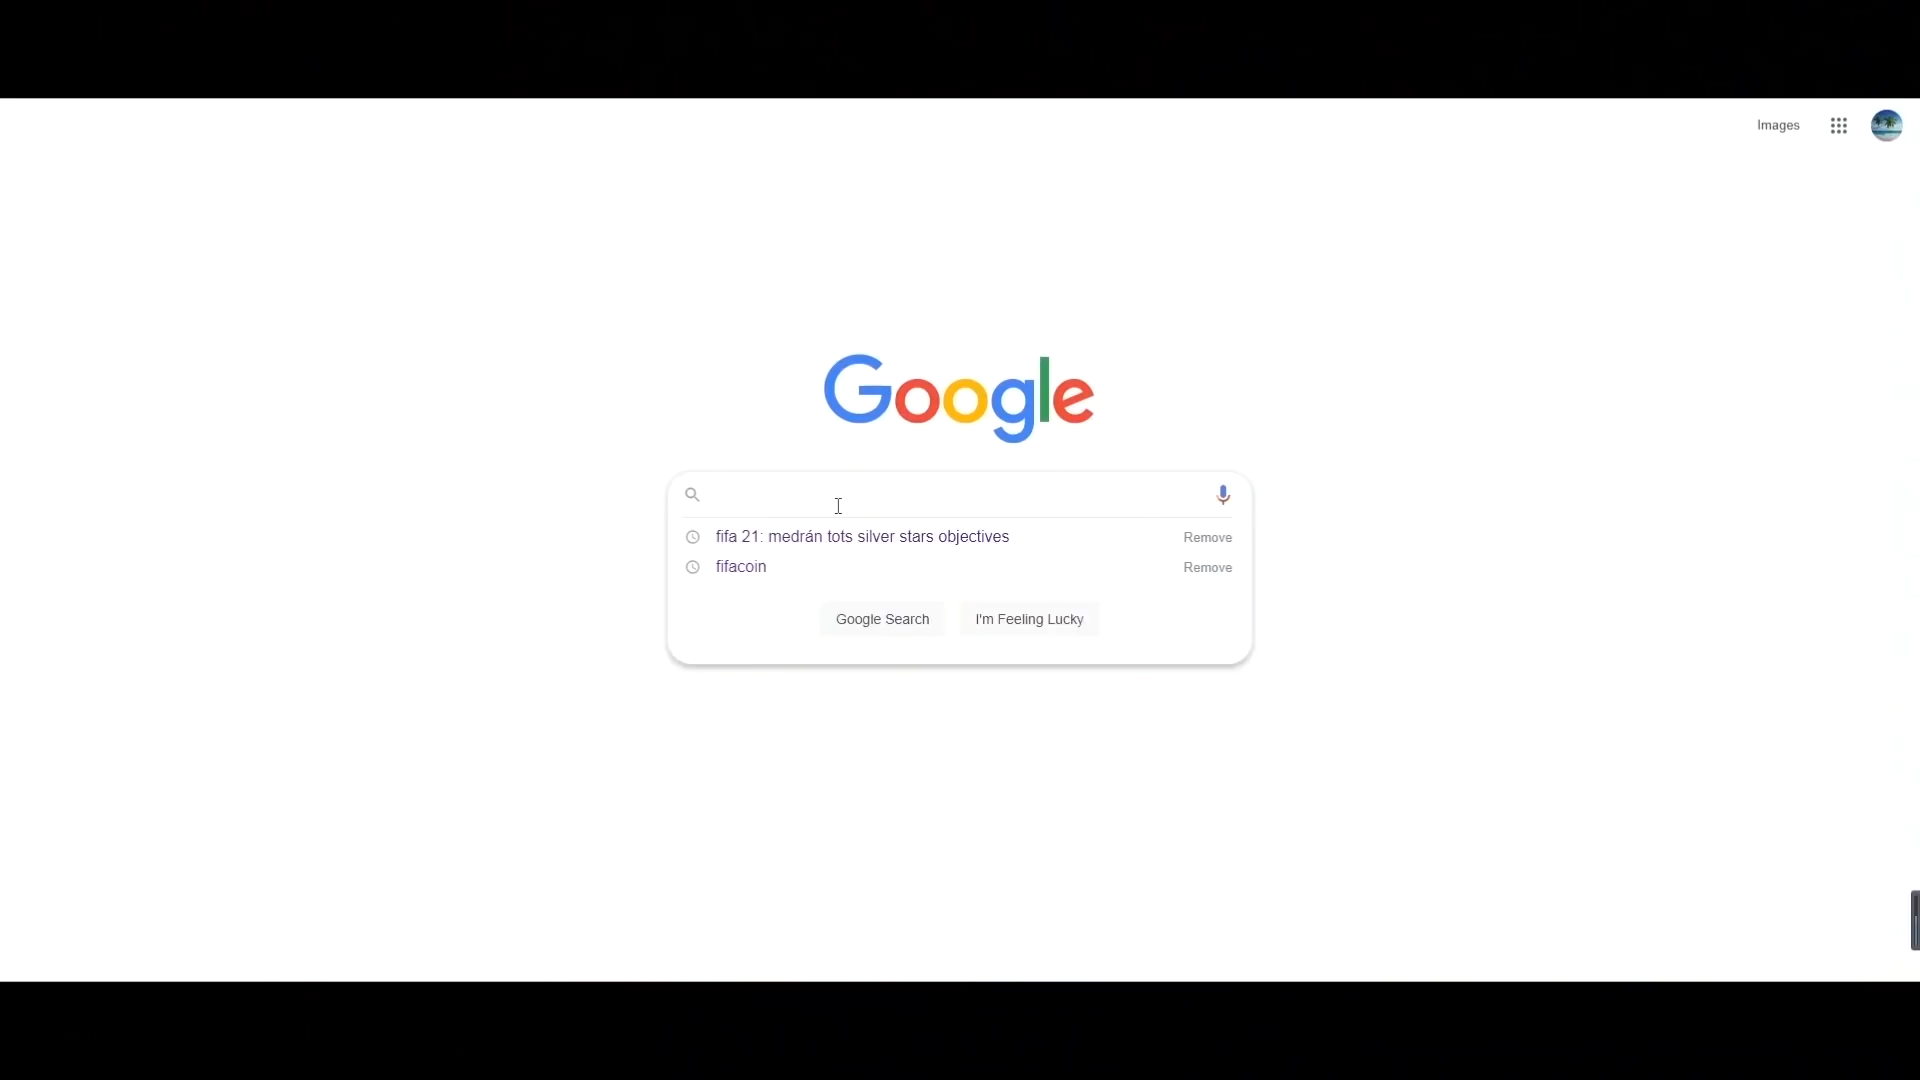 Images
Google
fifa 21: medrán tots silver stars objectives Remove
fifacoin Remove
Google Search I'm Feeling Lucky